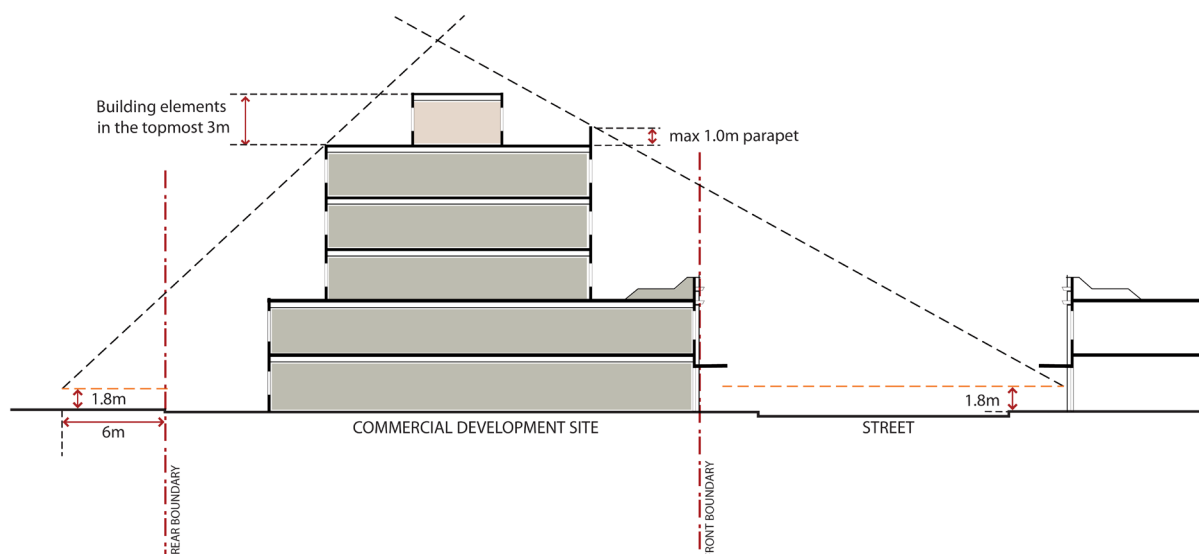 Building elements
in the topmost 3m
max 1.0m parapet
1.8m
1.8m
6m
COMMERCIAL DEVELOPMENT SITE
STREET
REAR BOUNDARY
RONT BOUNDARY